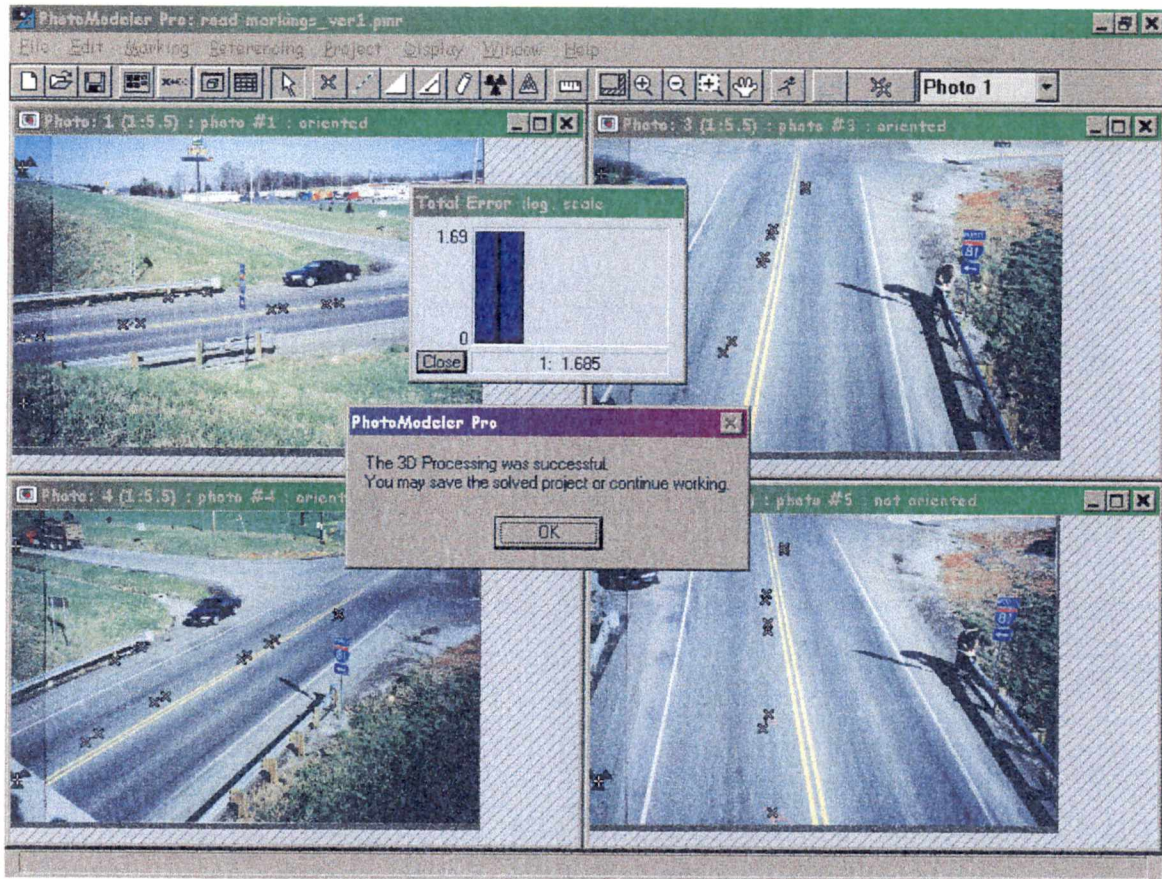 PhotoModeler Pro: road markings_ver1.pmr
File Edit Marking Referencing Project Display Window Help
Photo 1
Photo: 1 (1:5.5) : photo #1 : oriented
Photo: 3 (1:5.5) : photo #3 : oriented
Total Error :log. scale
1.69
0
Close
1: 1.685
81
PhotoModeler Pro
The 3D Processing was successful.
You may save the solved project or continue working.
OK
Photo: 4 (1:5.5) : photo #4 : oriented
: photo #5 : not oriented
81